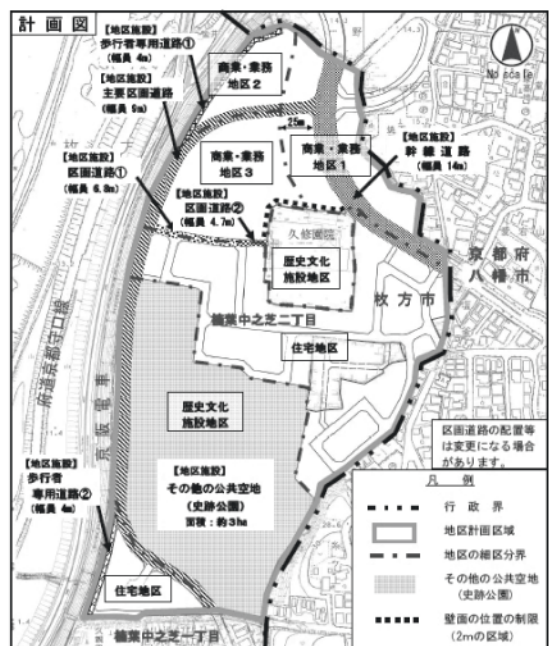 計画図
【地区施設】
歩行者専用道路①
(幅員 4m)
【地区施設】
主要区画道路
(幅員 9m)
【地区施設】
区画道路①
(幅員 6.8m)
商業・業務
地区2
No scale
25m
商業・業務
地区1
商業・業務
地区3
【地区施設】
幹線道路
(幅員 14m)
【地区施設】
区画道路②
(幅員 4.7m)
久修園院
歴史文化
施設地区
京都府
八幡市
枚方市
楠葉中之芝二丁目
住宅地区
府道京都守口線
京阪電車
歴史文化
施設地区
【地区施設】
その他の公共空地
(史跡公園)
面積:約3ha
【地区施設】
歩行者
専用道路②
(幅員 4m)
住宅地区
楠葉中之芝一丁目
区画道路の配置等
は変更になる場合
があります。
凡例
行政界
地区計画区域
地区の細区分界
その他の公共空地
(史跡公園)
壁面の位置の制限
(2mの区域)